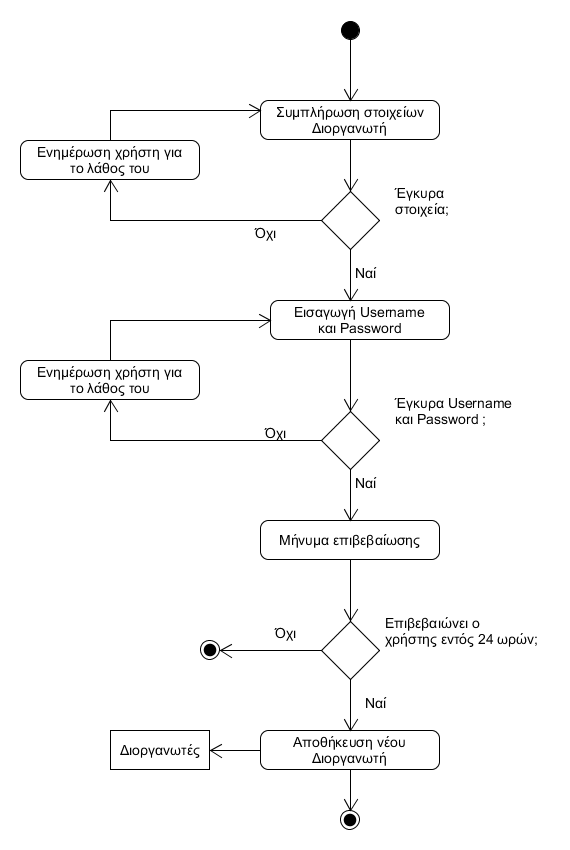 Συμπλήρωση στοιχείων
Διοργανωτή
Ενημέρωση χρήστη για
το λάθος του
Έγκυρα
στοιχεία;
Όχι
Ναί
Εισαγωγή Username
και Password
Ενημέρωση χρήστη για
το λάθος του
Έγκυρα Username
και Password ;
Όχι
Ναί
Μήνυμα επιβεβαίωσης
Επιβεβαιώνει ο
χρήστης εντός 24 ωρών;
Όχι
Ναί
Αποθήκευση νέου
Διοργανωτή
Διοργανωτές